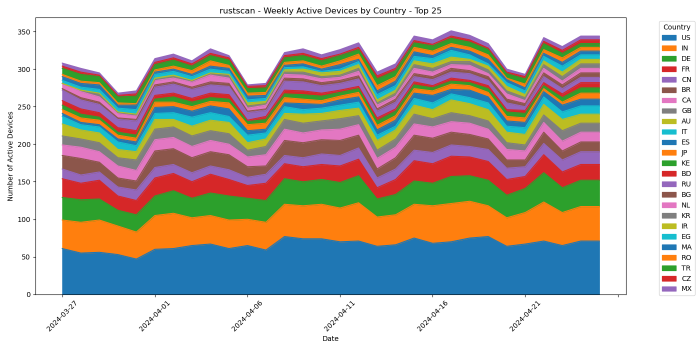 rustscan - Weekly Active Devices by Country - Top 25
Number of Active Devices
350
300
250
200
150
100
50
0
2024-03-27
2024-04-01
2024-04-06
2024-04-11
2024-04-16
2024-04-21
Date
Country
US
IN
DE
FR
CN
BR
CA
GB
AU
IT
ES
JP
KE
BD
RU
BG
NL
KR
IR
EG
MA
RO
TR
CZ
MX